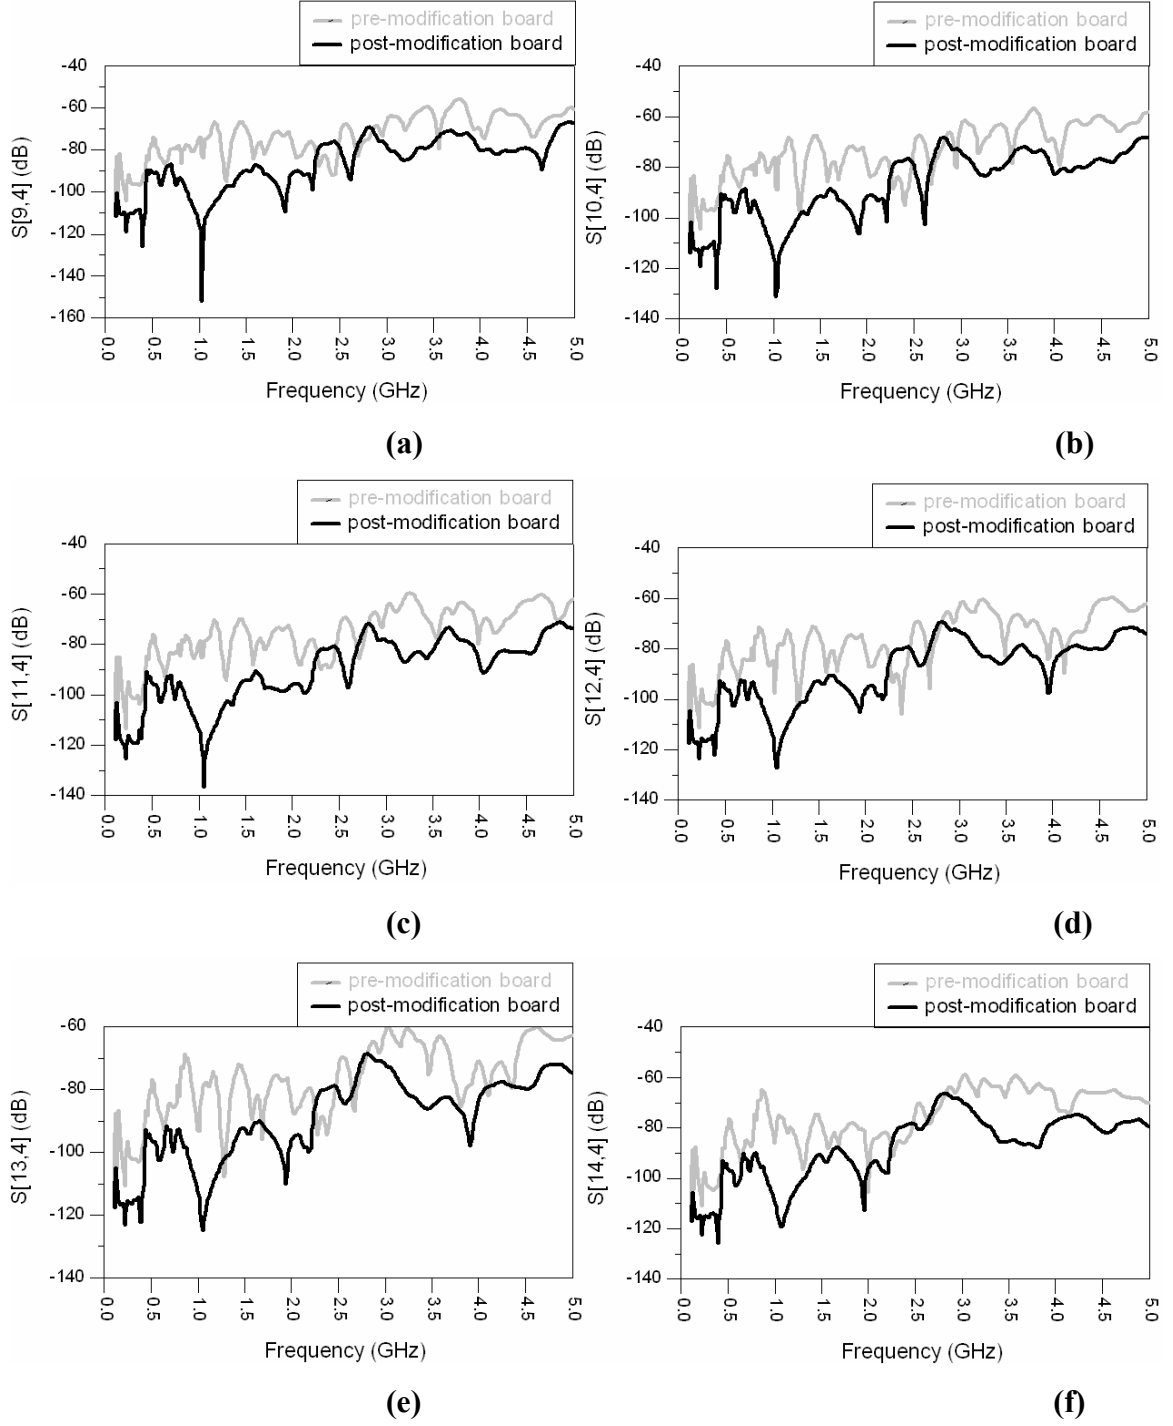 pre-modification board
post-modification board
S[9,4] (dB)
-40
-60
-80
-100
-120
-140
-160
0.0 0.5 1.0 1.5 2.0 2.5 3.0 3.5 4.0 4.5 5.0
Frequency (GHz)
(a)
pre-modification board
post-modification board
S[10,4] (dB)
-40
-60
-80
-100
-120
-140
0.0 0.5 1.0 1.5 2.0 2.5 3.0 3.5 4.0 4.5 5.0
Frequency (GHz)
(b)
pre-modification board
post-modification board
S[11,4] (dB)
-40
-60
-80
-100
-120
-140
0.0 0.5 1.0 1.5 2.0 2.5 3.0 3.5 4.0 4.5 5.0
Frequency (GHz)
(c)
pre-modification board
post-modification board
S[12,4] (dB)
-40
-60
-80
-100
-120
-140
0.0 0.5 1.0 1.5 2.0 2.5 3.0 3.5 4.0 4.5 5.0
Frequency (GHz)
(d)
pre-modification board
post-modification board
S[13,4] (dB)
-60
-80
-100
-120
-140
0.0 0.5 1.0 1.5 2.0 2.5 3.0 3.5 4.0 4.5 5.0
Frequency (GHz)
(e)
pre-modification board
post-modification board
S[14,4] (dB)
-40
-60
-80
-100
-120
-140
0.0 0.5 1.0 1.5 2.0 2.5 3.0 3.5 4.0 4.5 5.0
Frequency (GHz)
(f)